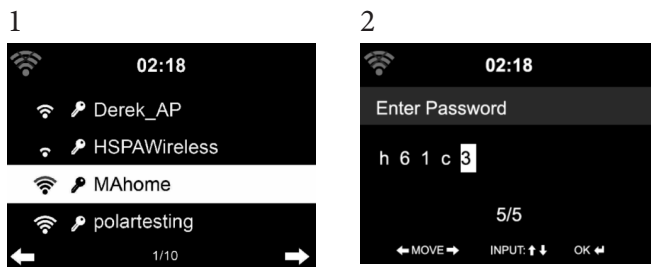 1
02:18
Derek_AP
HSPAWireless
MAhome
polartesting
1/10
2
02:18
Enter Password
h 6 1 c 3
5/5
MOVE INPUT: OK